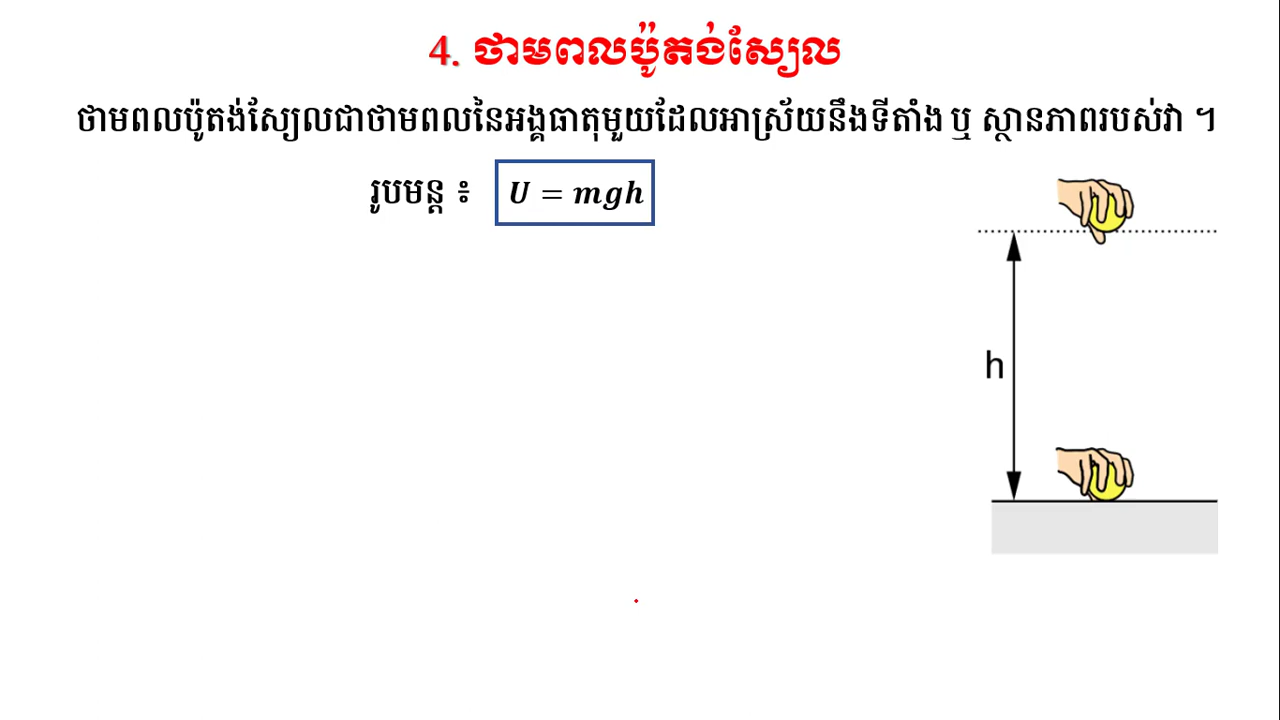 4. ថាមពលប៉ូតង់ស្យែល
ថាមពលប៉ូតង់ស្យែលជាថាមពលនៃអង្គធាតុមួយដែលអាស្រ័យនឹងទីតាំង ឬ ស្ថានភាពរបស់វា ។
រូបមន្ត ៖ U = mgh
h